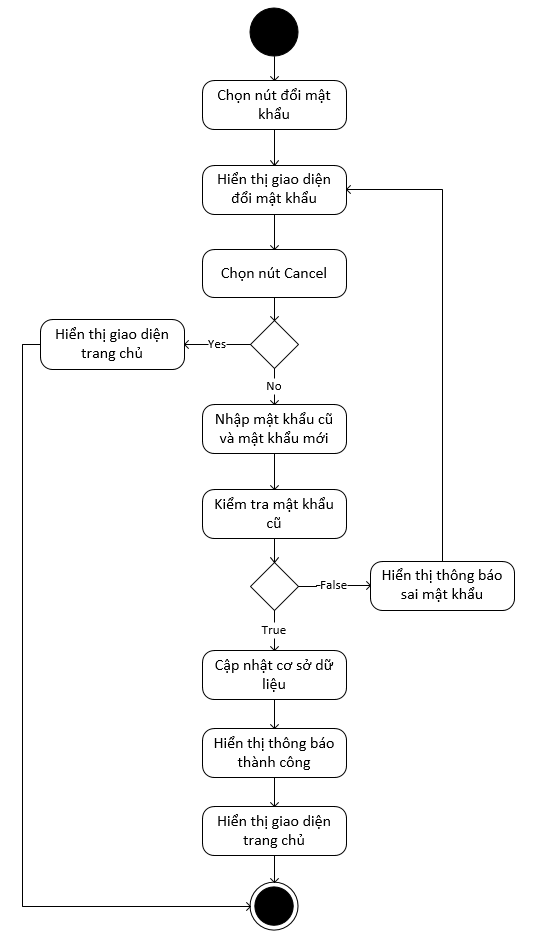 Chọn nút đổi mật
khẩu
Hiển thị giao diện
đổi mật khẩu
Chọn nút Cancel
Hiển thị giao diện
trang chủ
Yes
No
Nhập mật khẩu cũ
và mật khẩu mới
Kiểm tra mật khẩu
cũ
False
Hiển thị thông báo
sai mật khẩu
True
Cập nhật cơ sở dữ
liệu
Hiển thị thông báo
thành công
Hiển thị giao diện
trang chủ